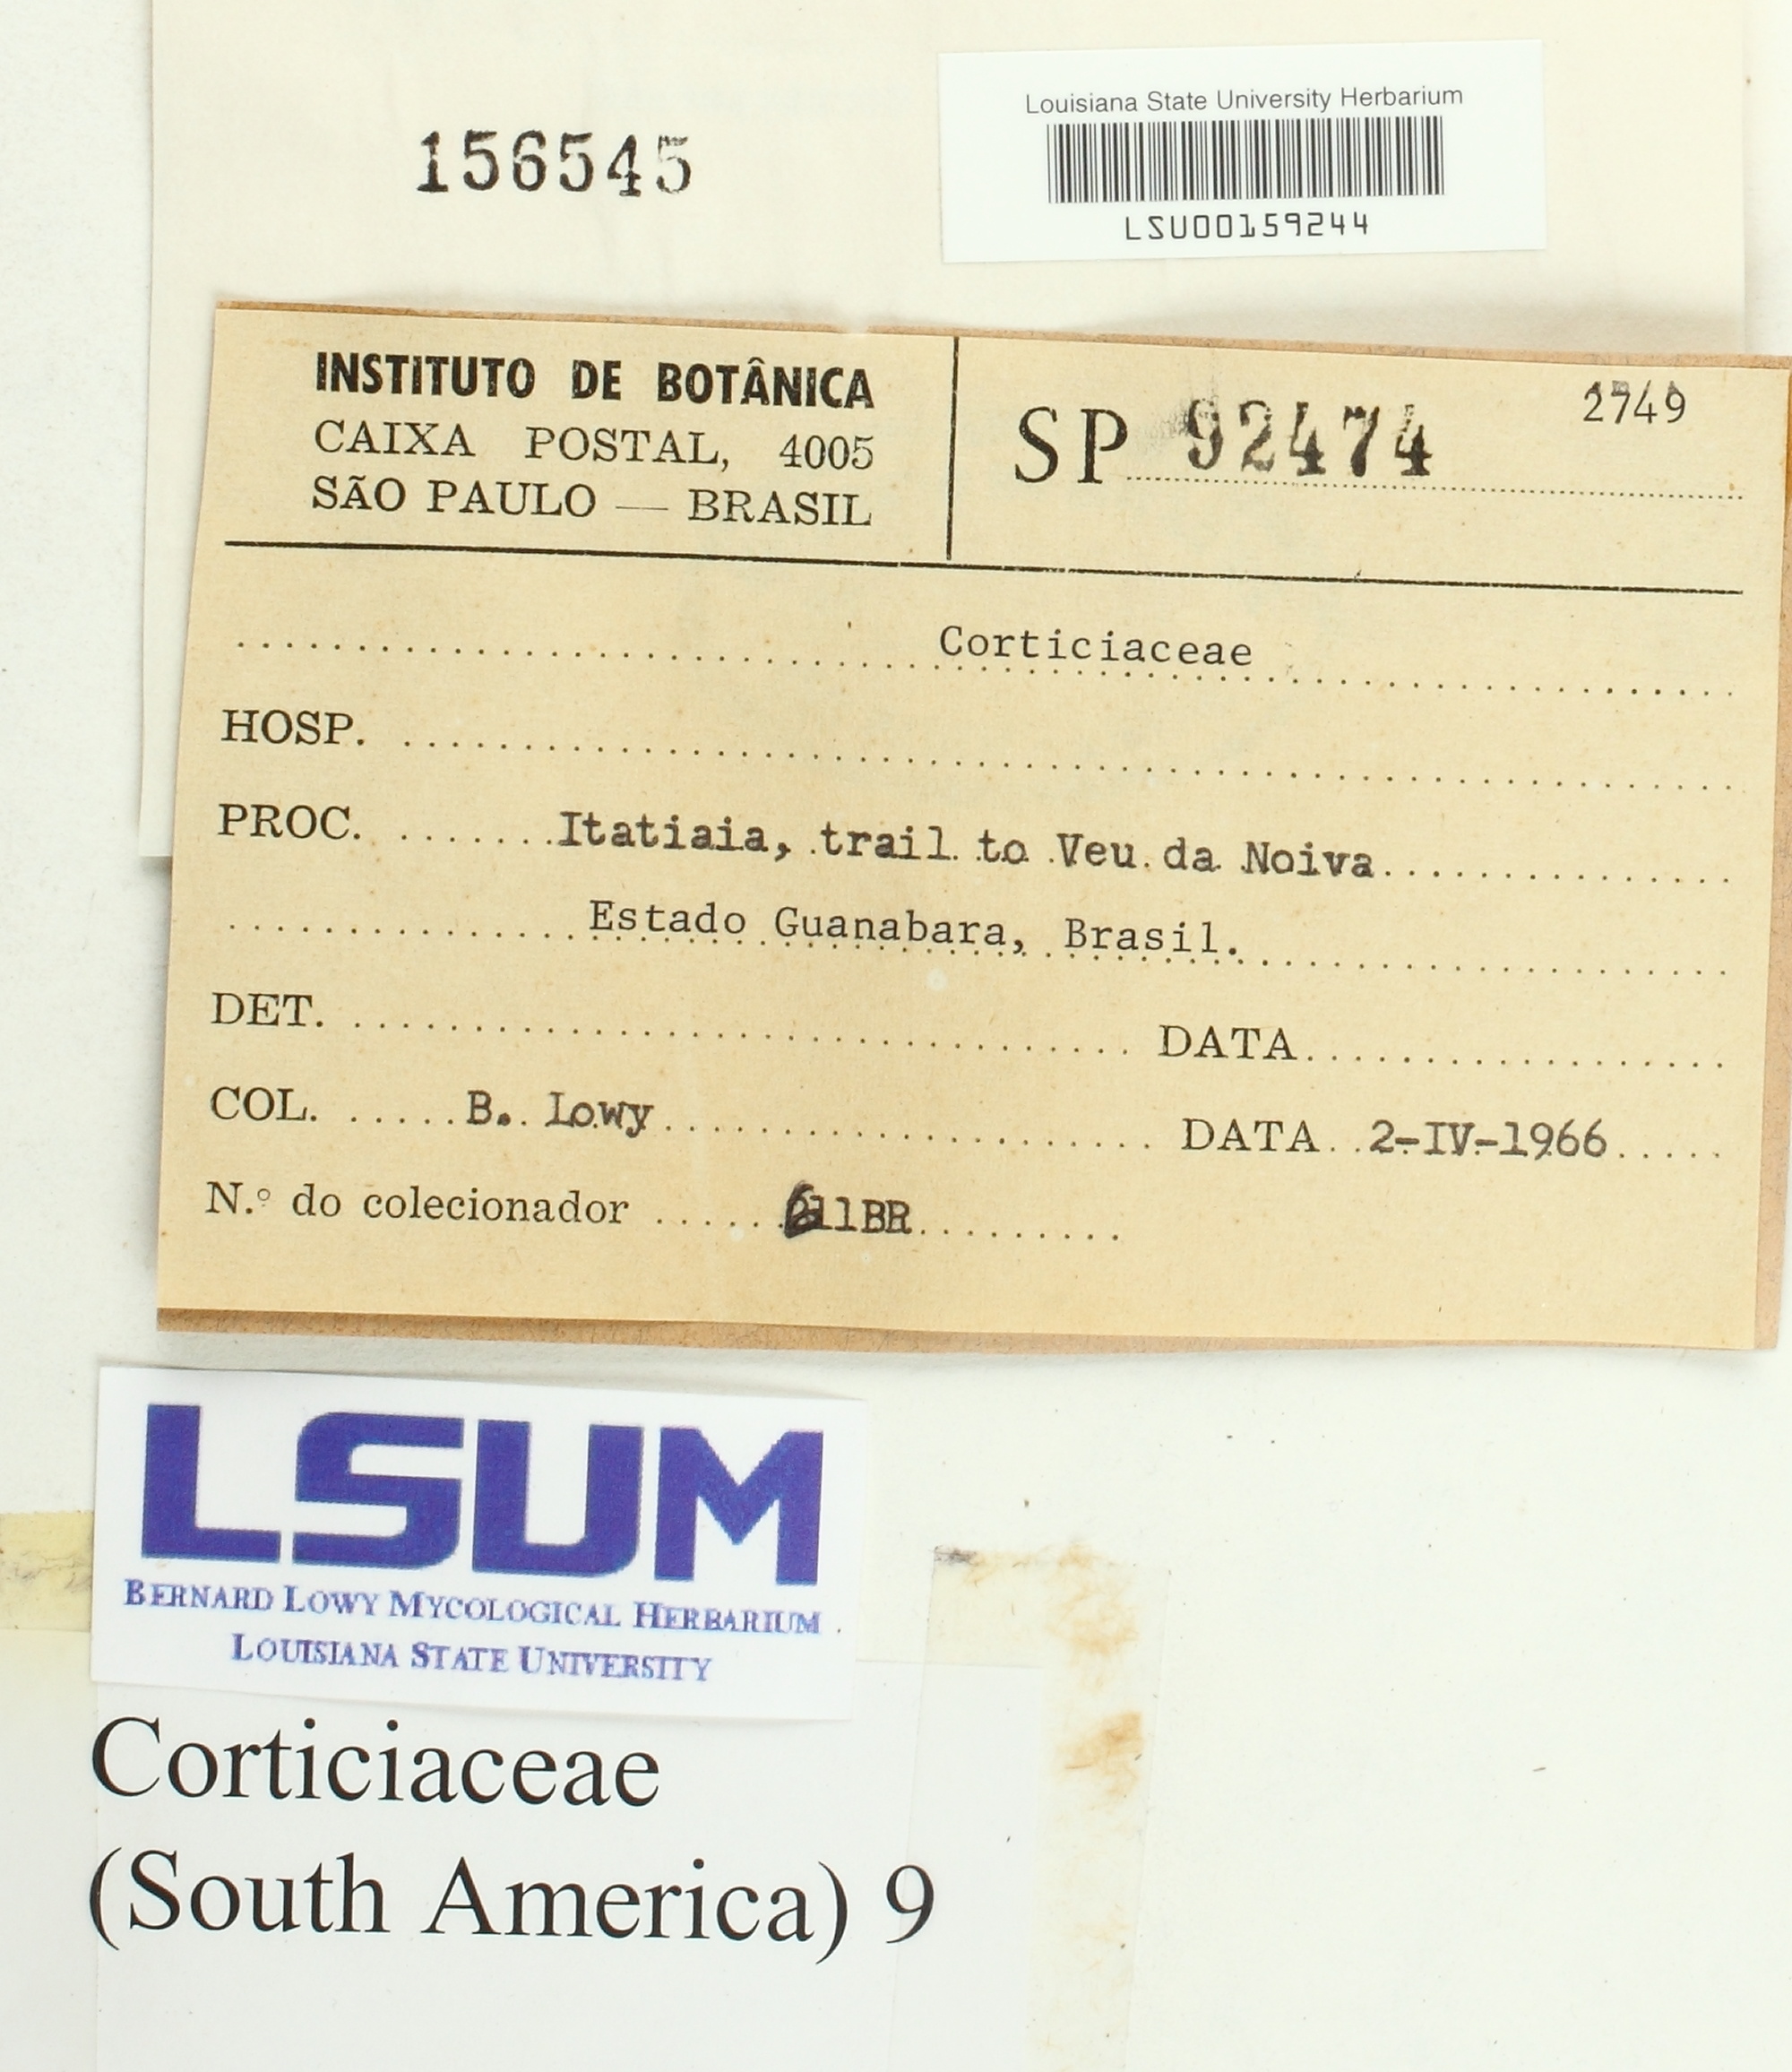 156545
Louisiana State University Herbarium
LSU00159244
INSTITUTO DE BOTÂNICA
CAIXA POSTAL, 4005
SÃO PAULO — BRASIL
SP 92474
2749
Corticiaceae
HOSP.
PROC. Itatiaia, trail to Veu da Noiva
Estado Guanabara, Brasil.
DET. DATA
COL. B. Lowy DATA 2-IV-1966
N.º do colecionador 611BR
LSUM
BERNARD LOWY MYCOLOGICAL HERBARIUM
LOUISIANA STATE UNIVERSITY
Corticiaceae
(South America) 9